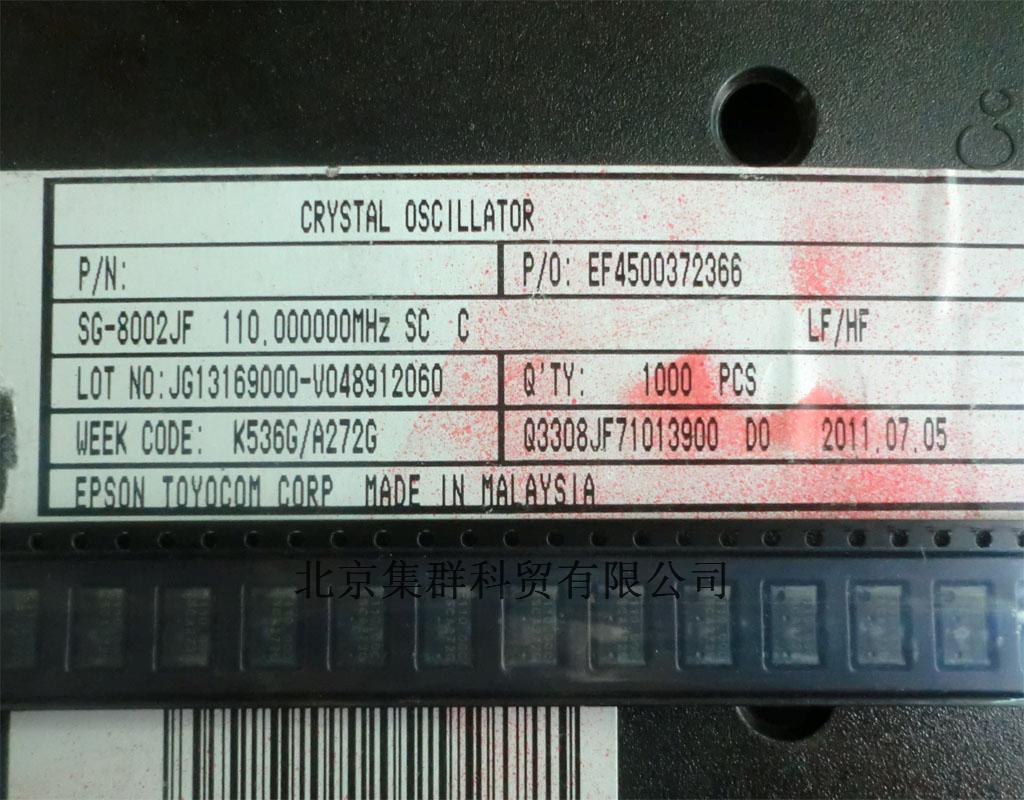 Cc
CRYSTAL OSCILLATOR
P/N: P/O: EF4500372366
SG-8002JF 110.000000MHz SC C LF/HF
LOT NO:JG13169000-V048912060 Q'TY: 1000 PCS
WEEK CODE: K536G/A272G Q3308JF71013900 DO 2011.07.05
EPSON TOYOCOM CORP MADE IN MALAYSIA
北京集群科贸有限公司